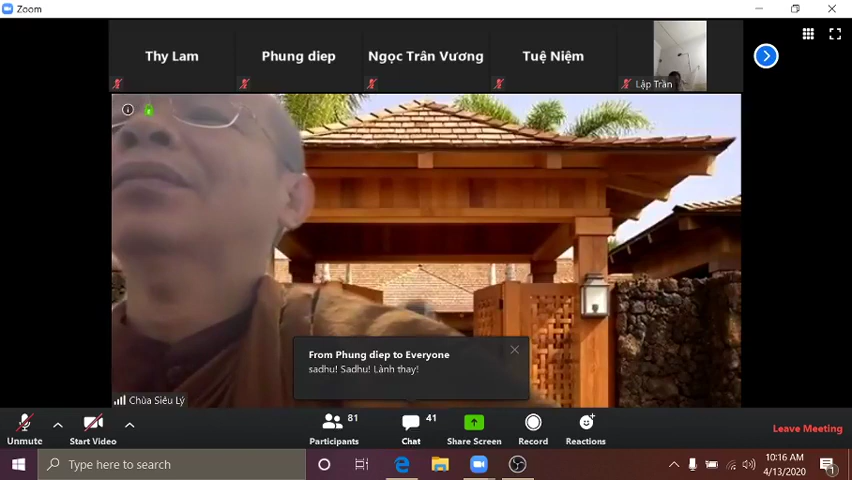 Zoom
Thy Lam
Phung diep
Ngọc Trân Vương
Tuệ Niệm
Lập Trần
From Phung diep to Everyone
sadhu! Sadhu! Lành thay!
Chùa Siêu Lý
Unmute
Start Video
81
Participants
41
Chat
Share Screen
Record
Reactions
Leave Meeting
Type here to search
10:16 AM
4/13/2020
1